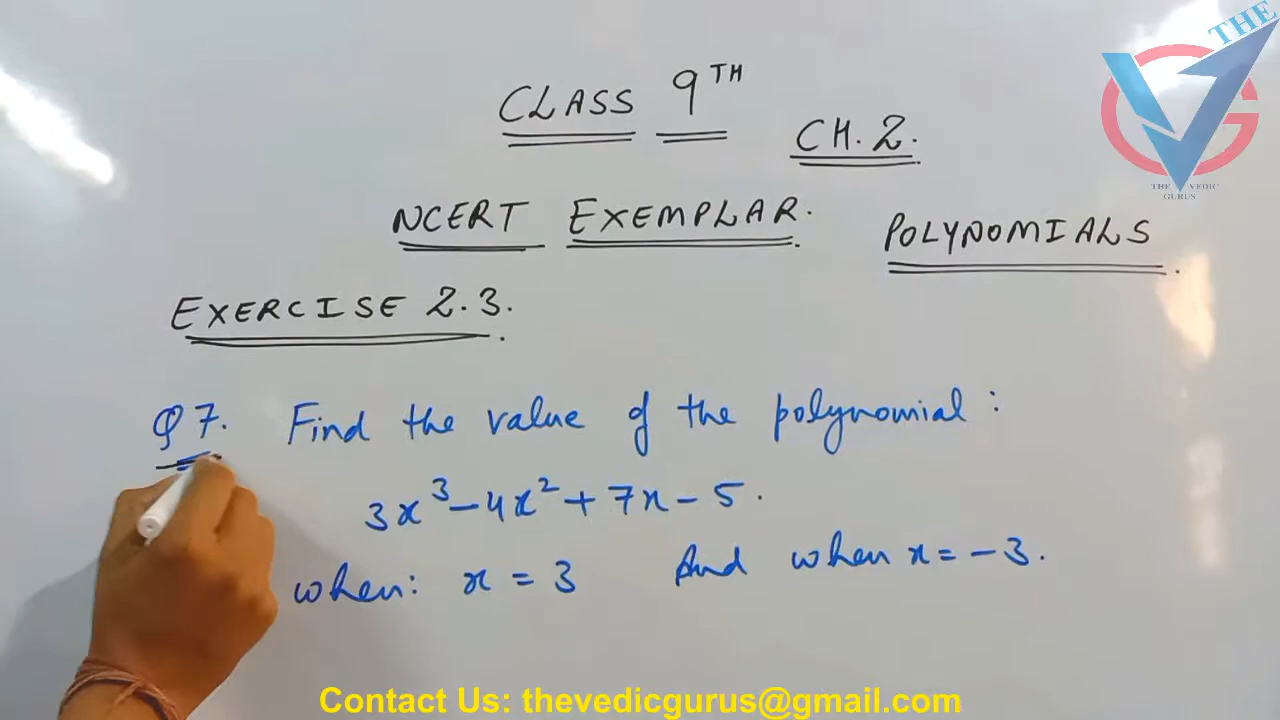 THE
CLASS 9TH
CH. 2.
THE VEDIC
GURUS
NCERT EXEMPLAR.
POLYNOMIALS.
EXERCISE 2.3.
Q7. Find the value of the polynomial:
3x³ - 4x² + 7x - 5.
when: x = 3 And when x = -3.
Contact Us: thevedicgurus@gmail.com